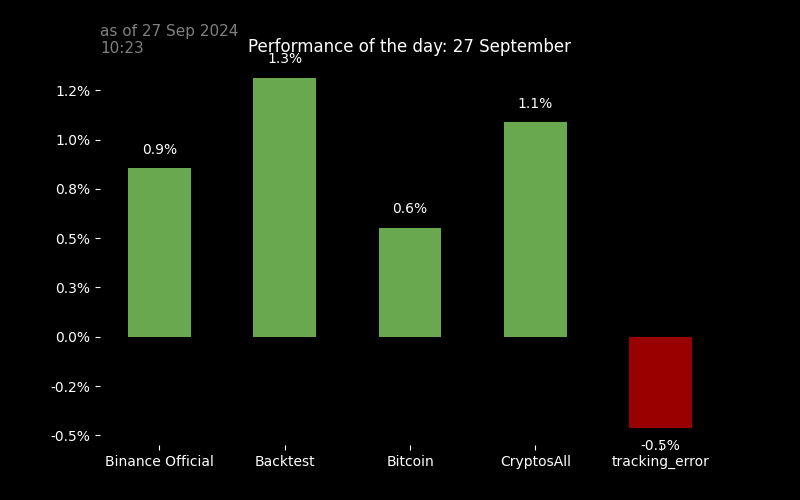 as of 27 Sep 2024
10:23
Performance of the day: 27 September
1.2%
1.0%
0.8%
0.5%
0.3%
0.0%
-0.2%
-0.5%
0.9%
1.3%
0.6%
1.1%
-0.5%
Binance Official
Backtest
Bitcoin
CryptosAll
tracking_error